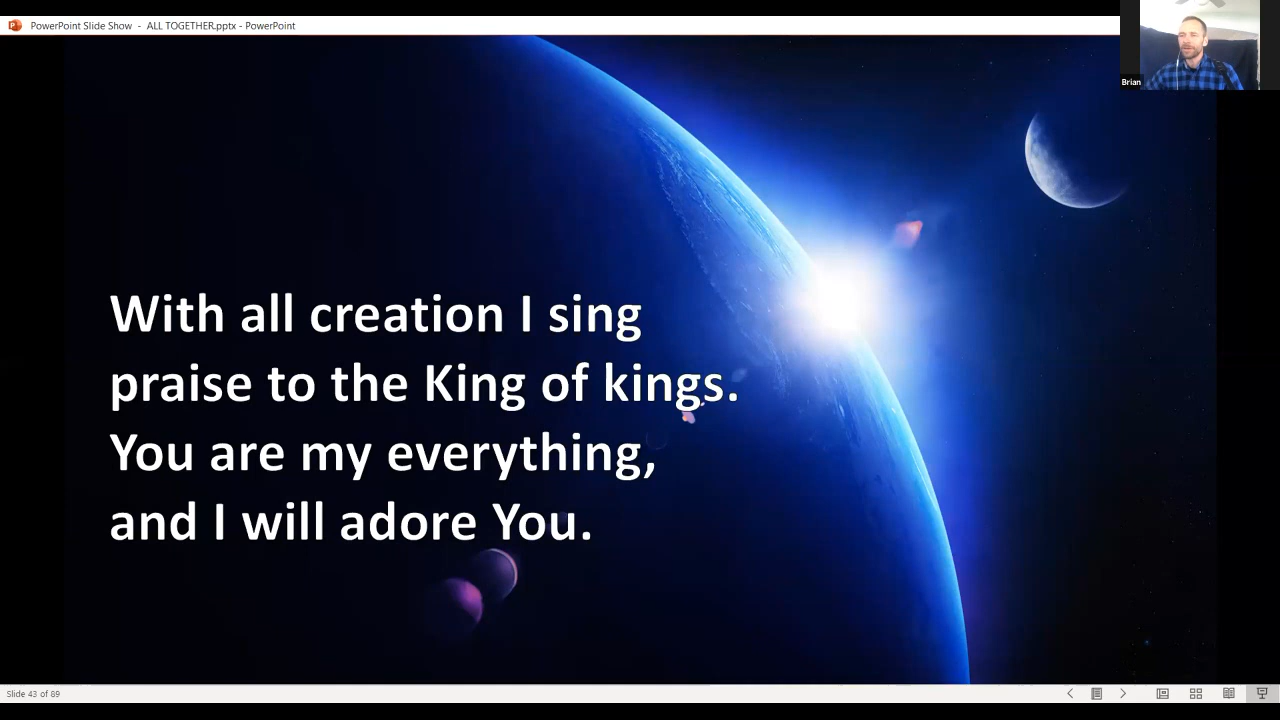 PowerPoint Slide Show - ALL TOGETHER.pptx - PowerPoint
Brian
With all creation I sing
praise to the King of kings.
You are my everything,
and I will adore You.
Slide 43 of 89